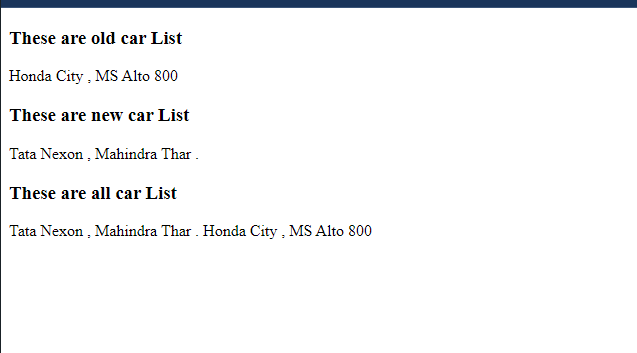 These are old car List
Honda City , MS Alto 800
These are new car List
Tata Nexon , Mahindra Thar .
These are all car List
Tata Nexon , Mahindra Thar . Honda City , MS Alto 800